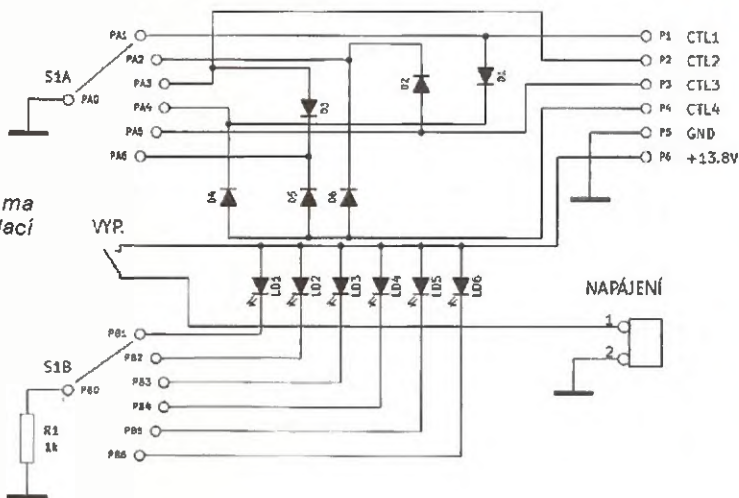 PA1
P1 CTL1
PA2
P2 CTL2
S1A
PA3
D2
D1
P3 CTL3
PA0
PA4
D3
P4 CTL4
PA5
P5 GND
PA6
P6 +13.8V
D4
D5
D6
ma
lací
VYP.
LD1
LD2
LD3
LD4
LD5
LD6
NAPÁJENÍ
1
PB1
2
S1B
PB2
PB0
PB3
R1
1k
PB4
PB5
PB6